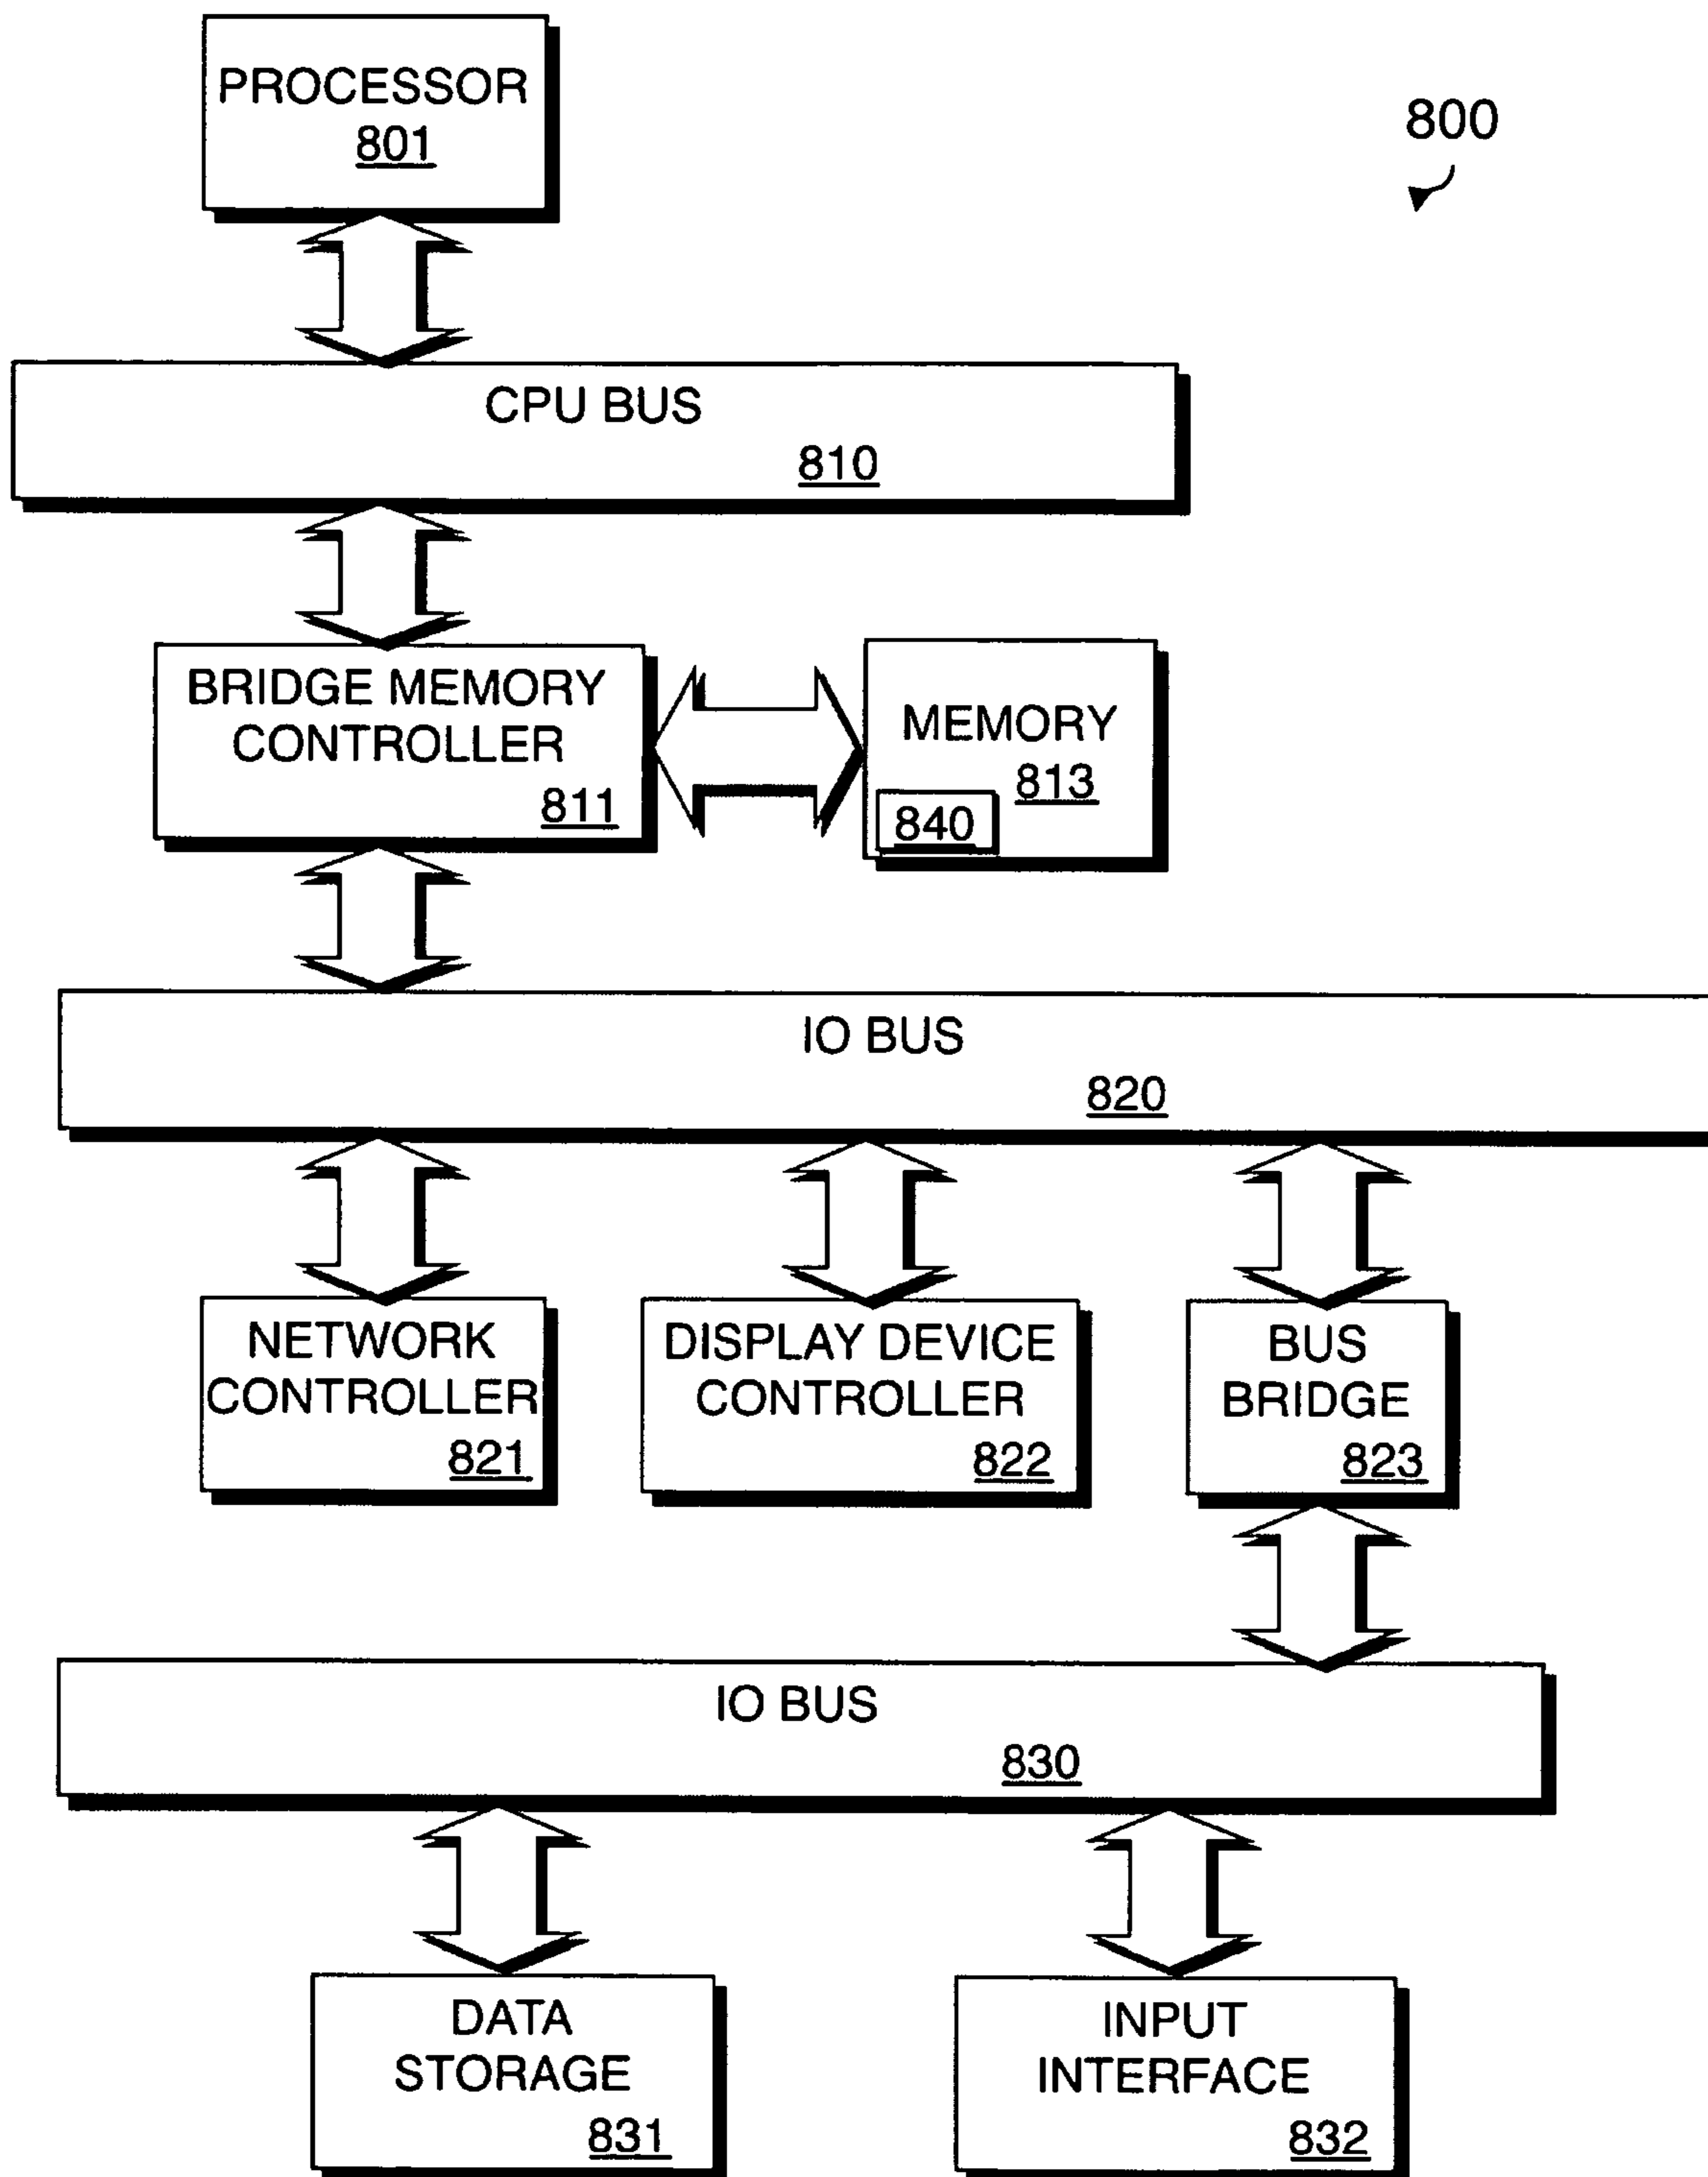 PROCESSOR
801
800
CPU BUS
810
BRIDGE MEMORY
CONTROLLER
811
MEMORY
813
840
IO BUS
820
NETWORK
CONTROLLER
821
DISPLAY DEVICE
CONTROLLER
822
BUS
BRIDGE
823
IO BUS
830
DATA
STORAGE
831
INPUT
INTERFACE
832